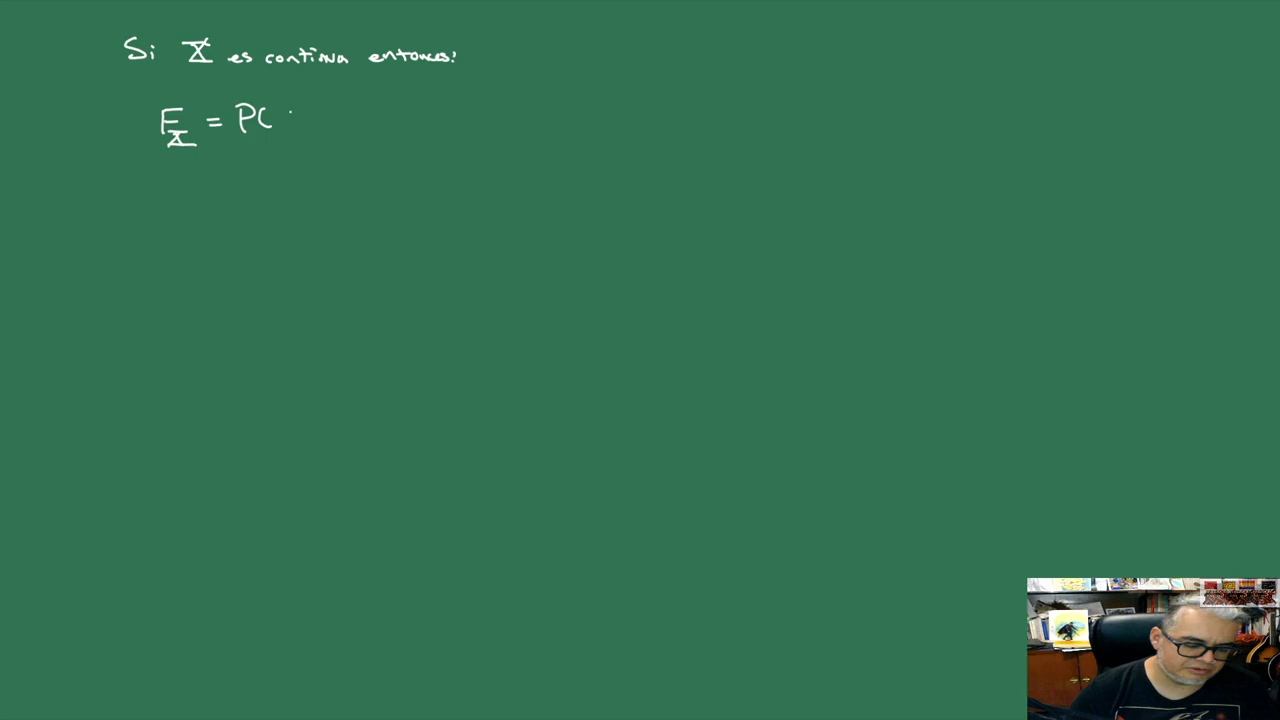 Si X es continua entonces:
F_X = P(